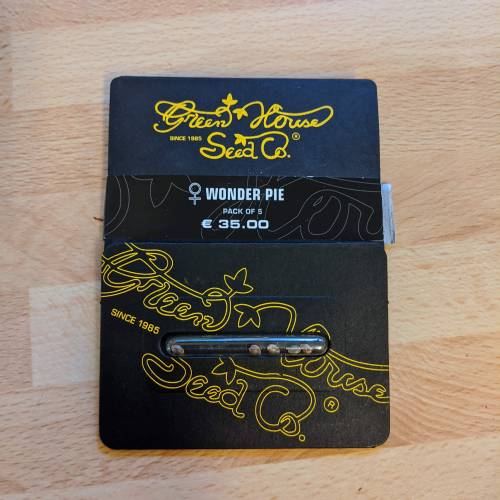 Green House
SINCE 1985
Seed Co.®
♀ WONDER PIE
PACK OF 5
€ 35.00
Green House
SINCE 1985
Seed Co.®